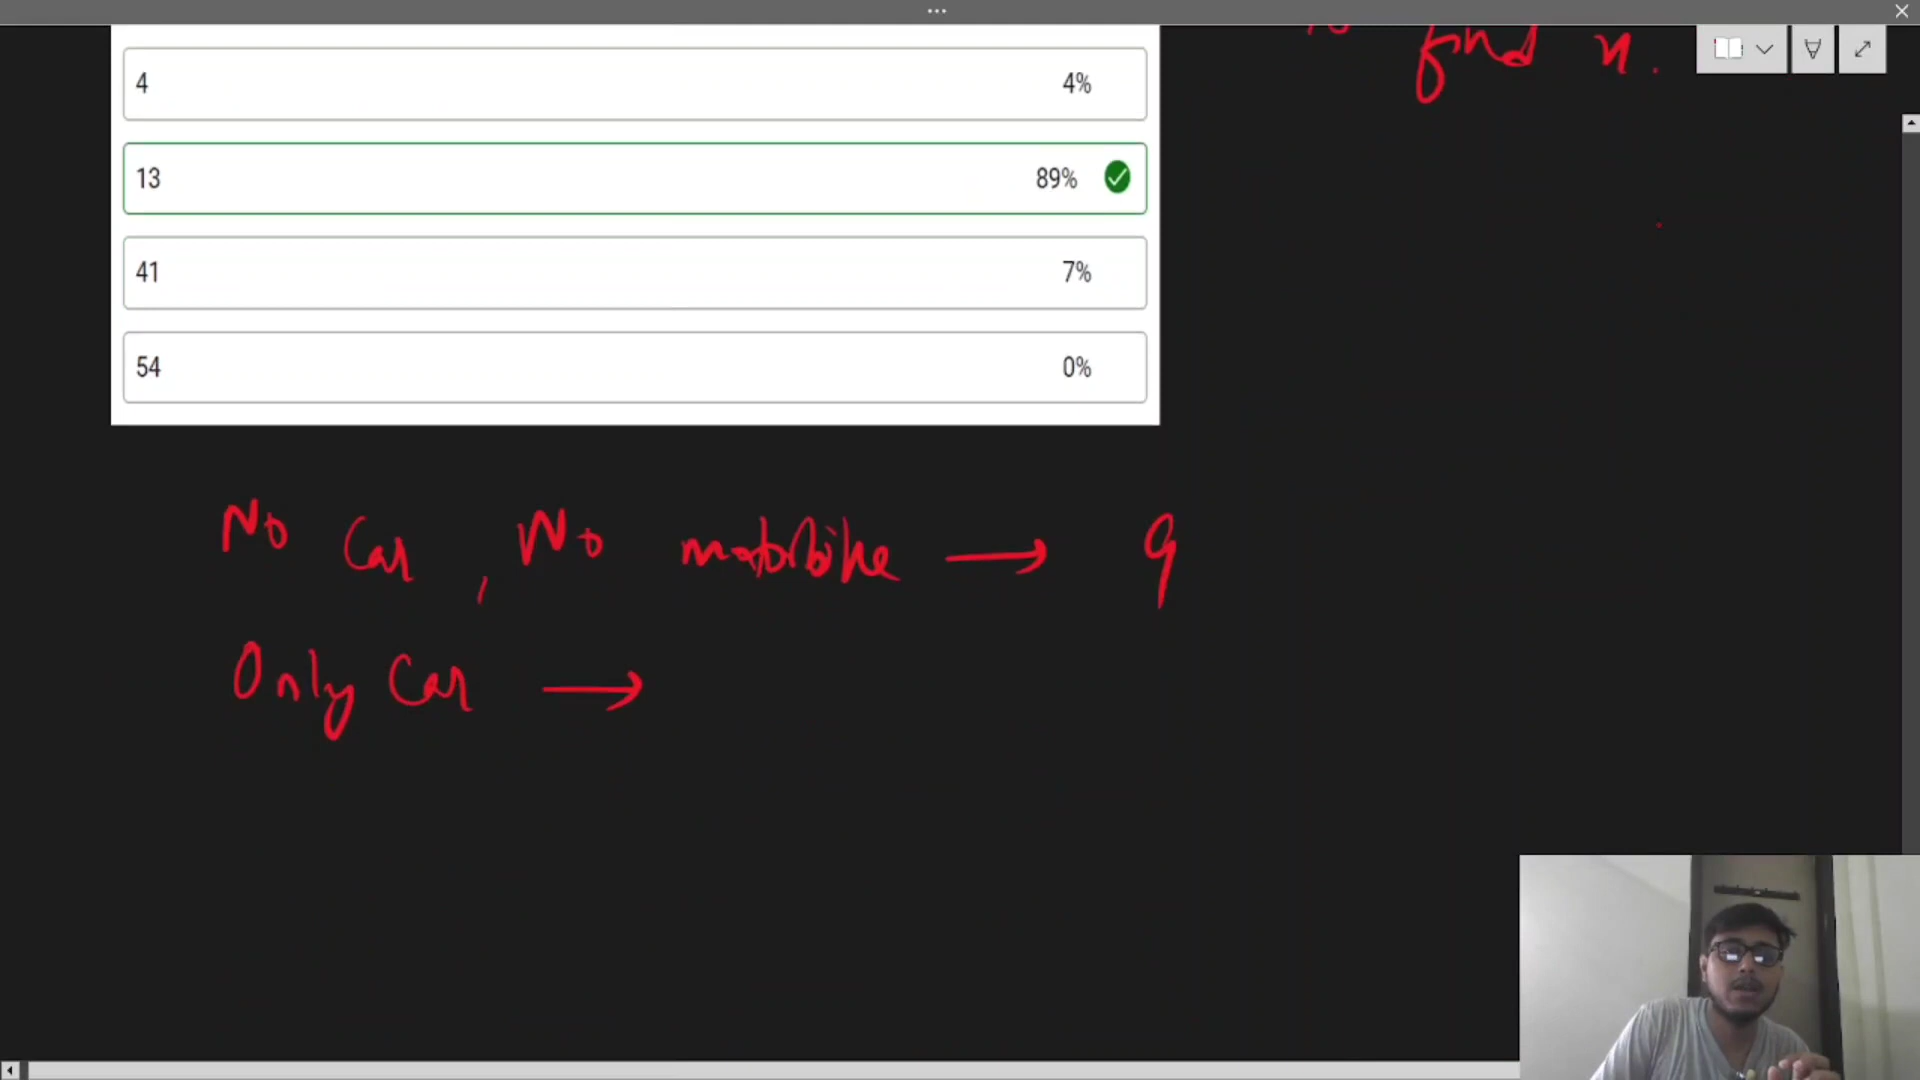 find x.
4 4%
13 89%
41 7%
54 0%
No Car, No motorbike → 9
Only Car →